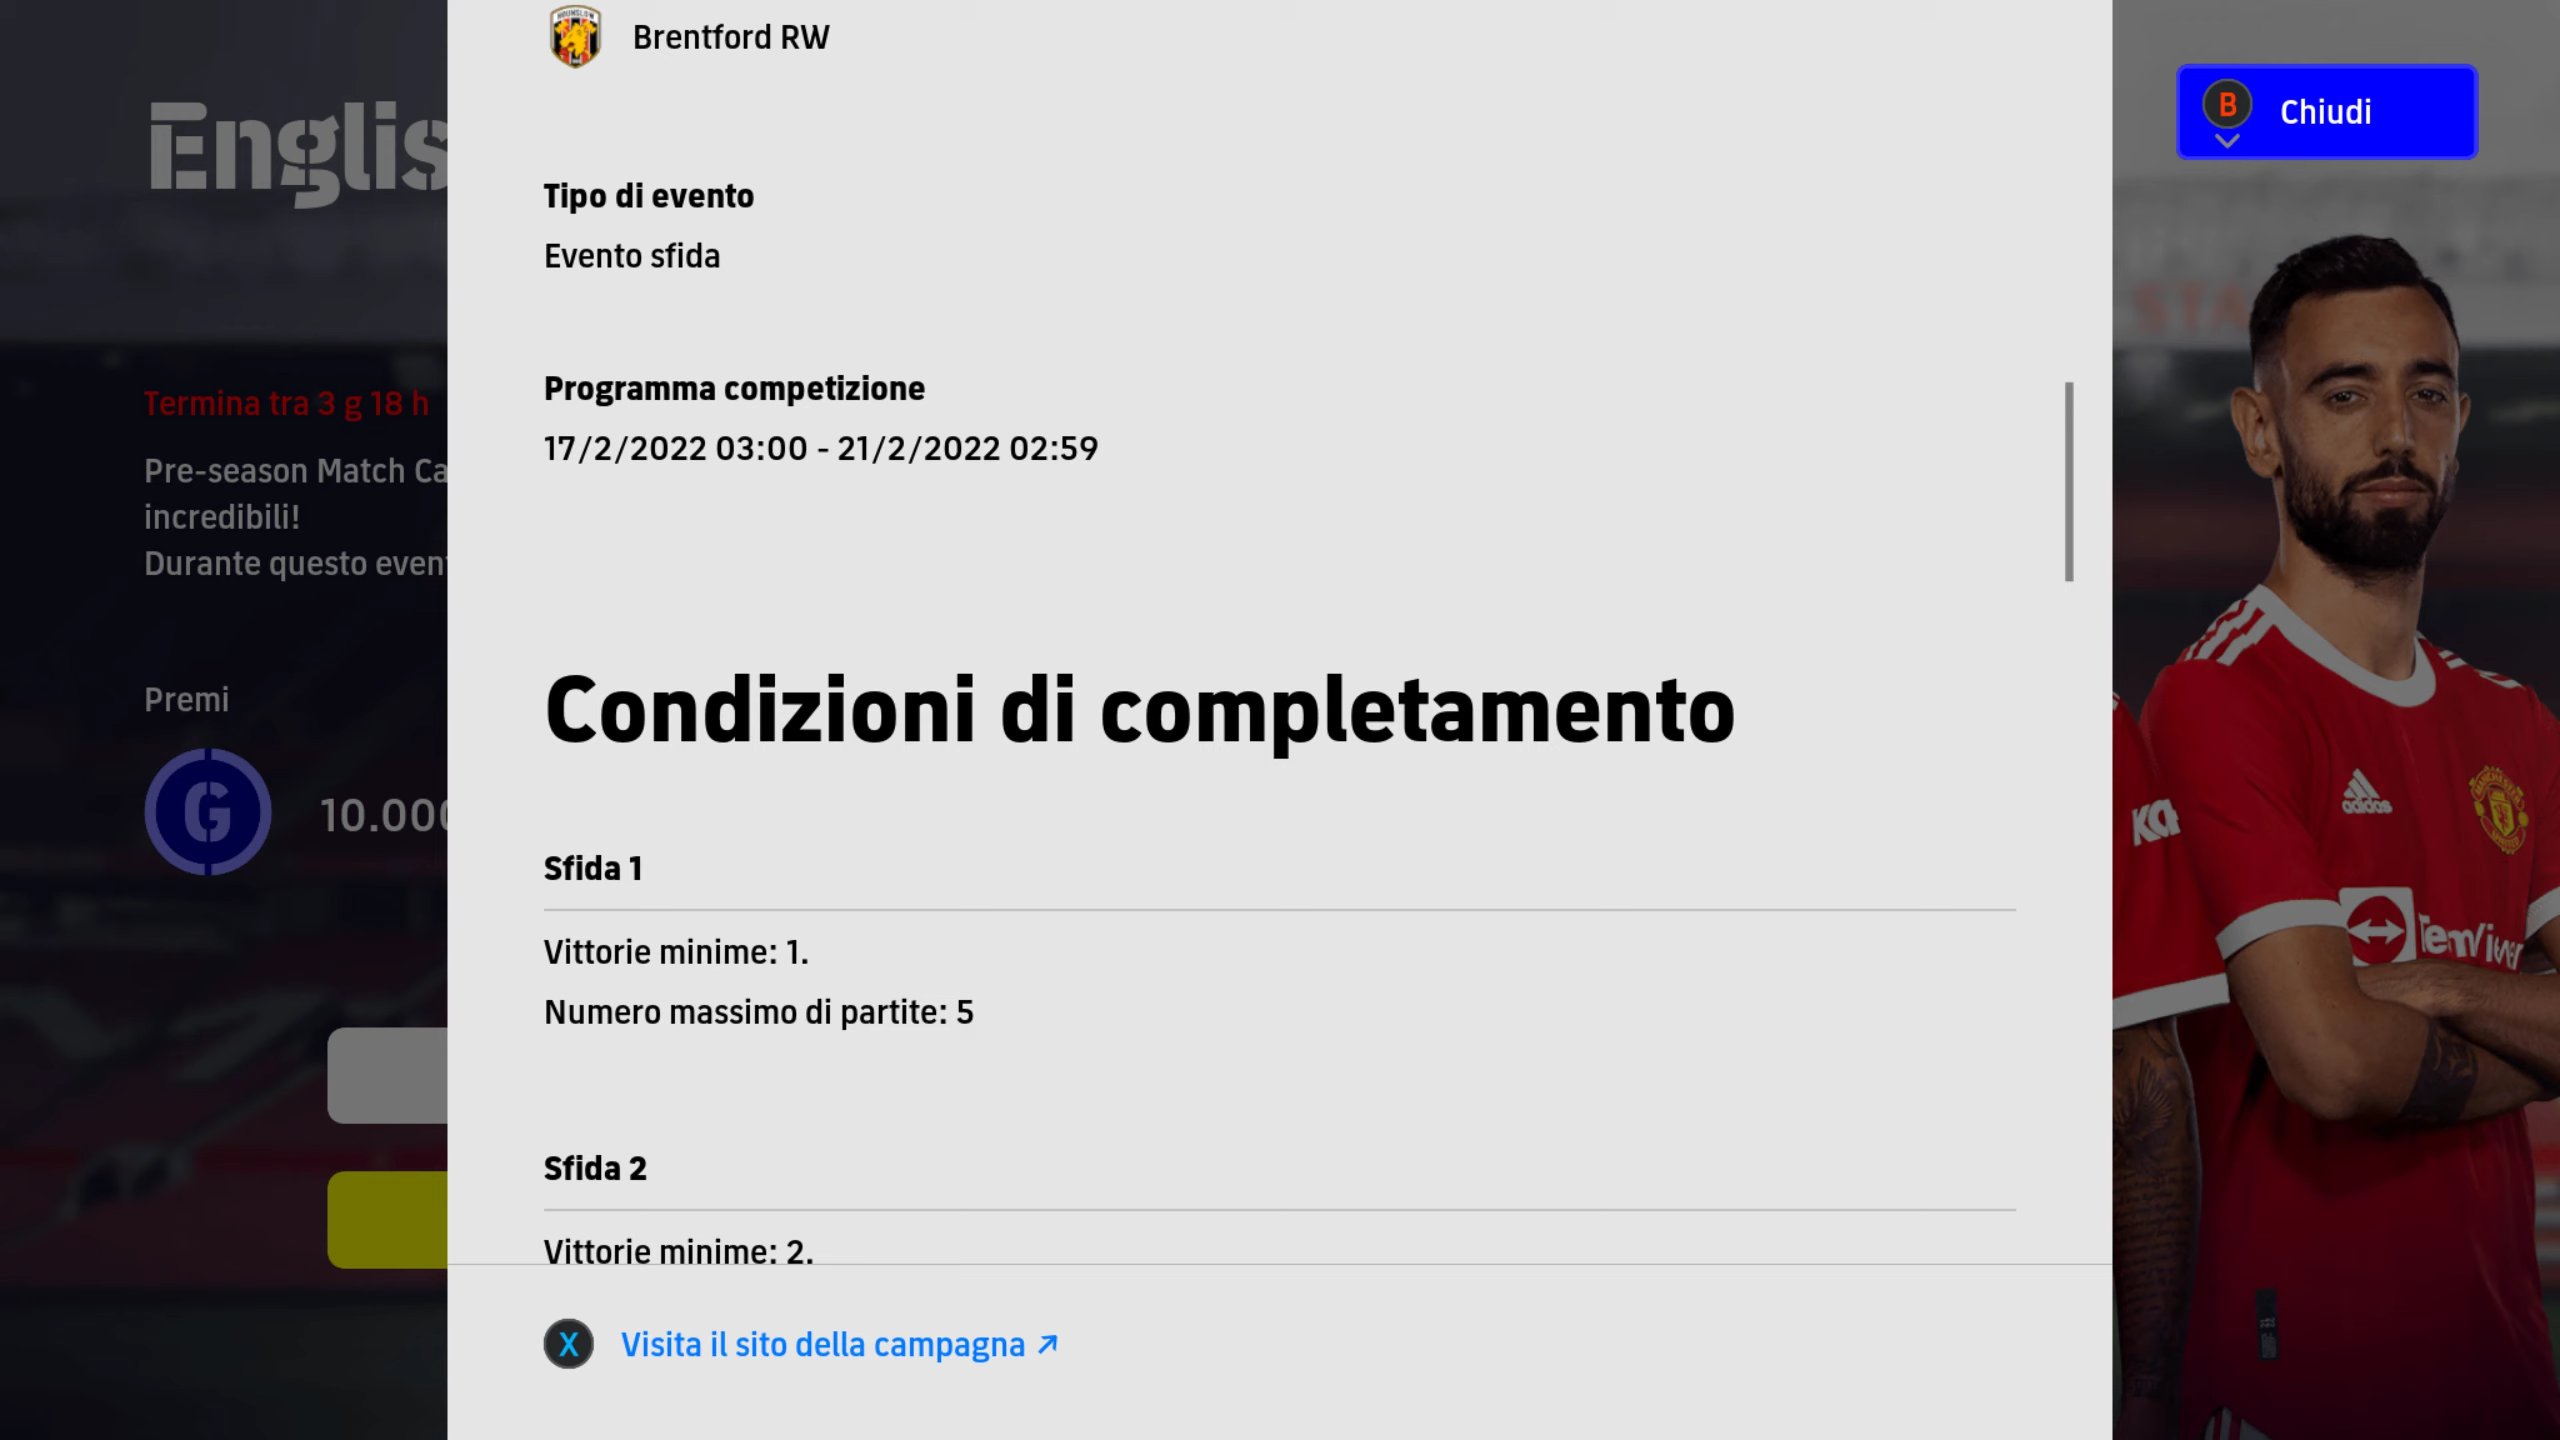 Brentford RW
B Chiudi
Englis
Tipo di evento
Evento sfida
Termina tra 3 g 18 h
Programma competizione
17/2/2022 03:00 - 21/2/2022 02:59
Pre-season Match Ca
incredibili!
Durante questo even
Condizioni di completamento
Premi
G 10.000
Sfida 1
Vittorie minime: 1.
Numero massimo di partite: 5
Sfida 2
Vittorie minime: 2.
X Visita il sito della campagna
adidas
TeamViewer